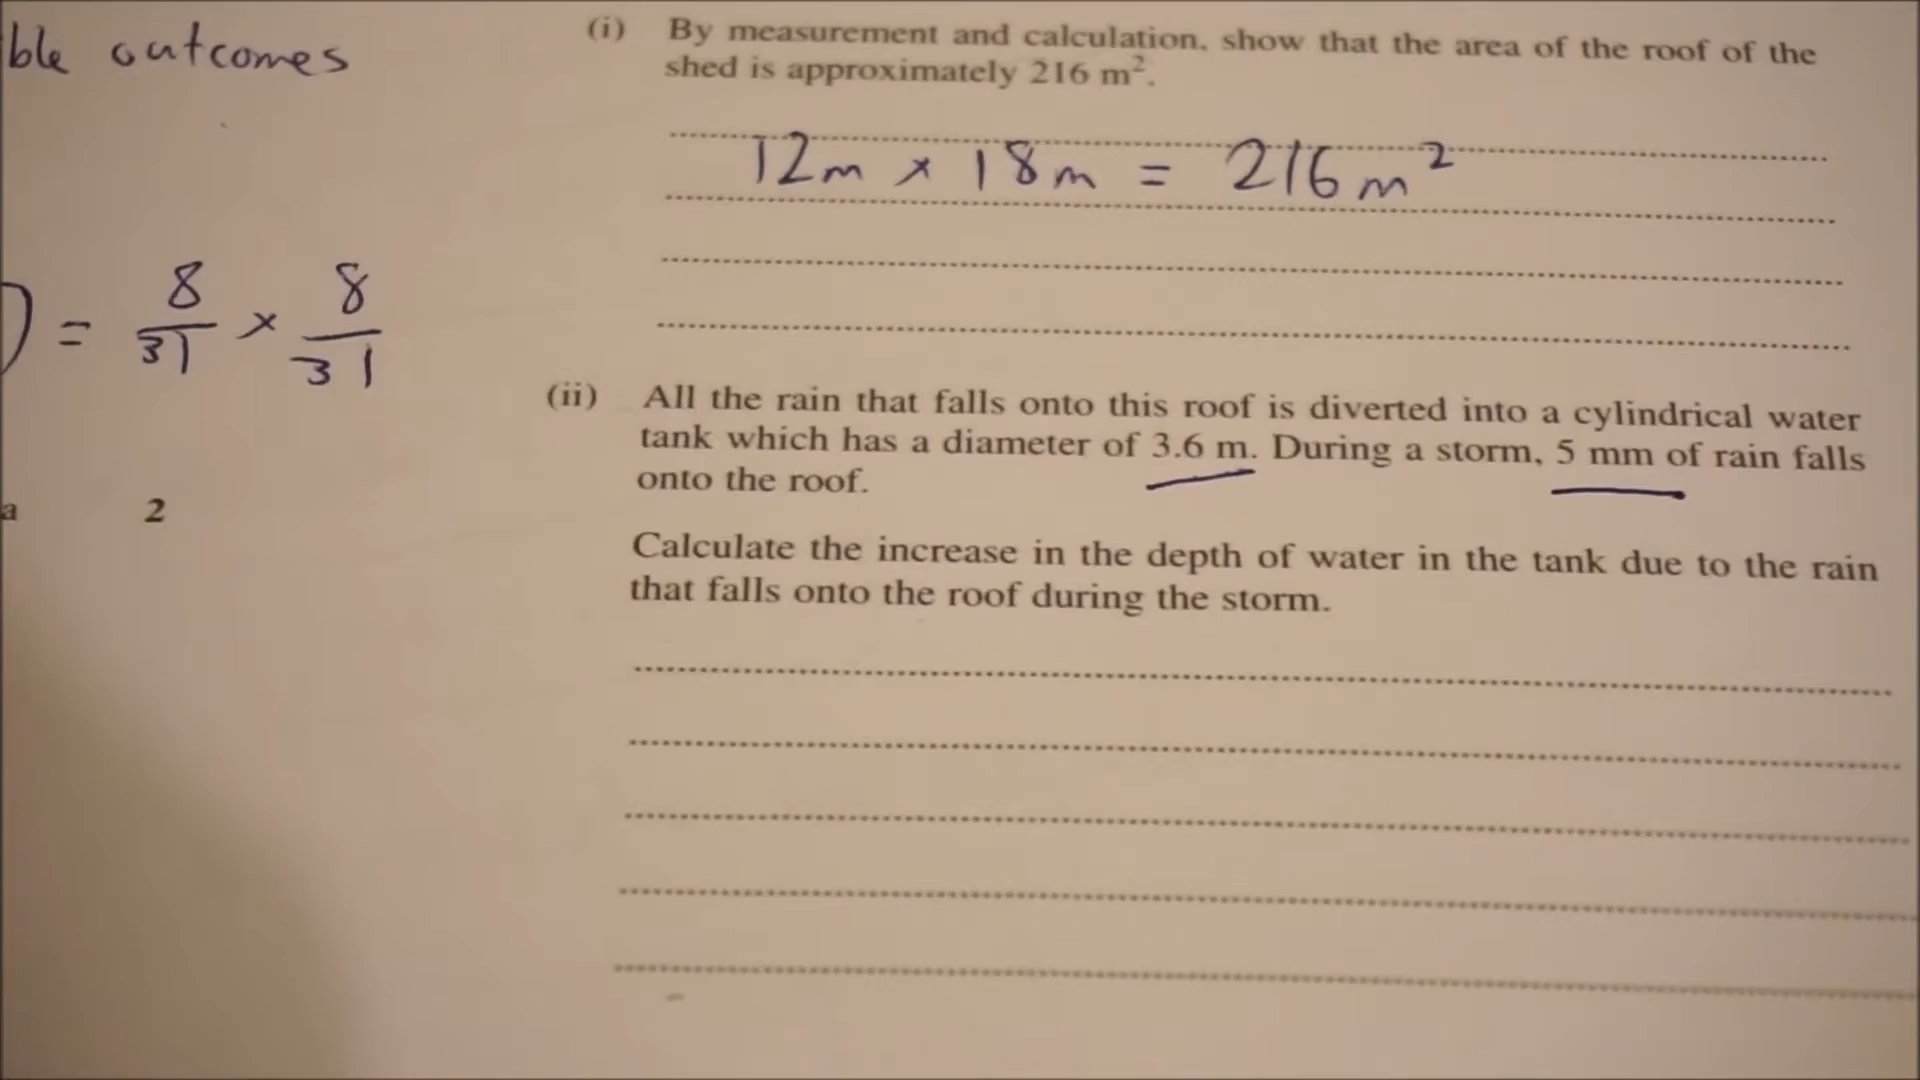 ble outcomes
) = 8/31 × 8/31
a 2
(i) By measurement and calculation, show that the area of the roof of the
shed is approximately 216 m².
12m × 18m = 216m²
(ii) All the rain that falls onto this roof is diverted into a cylindrical water
tank which has a diameter of 3.6 m. During a storm, 5 mm of rain falls
onto the roof.
Calculate the increase in the depth of water in the tank due to the rain
that falls onto the roof during the storm.